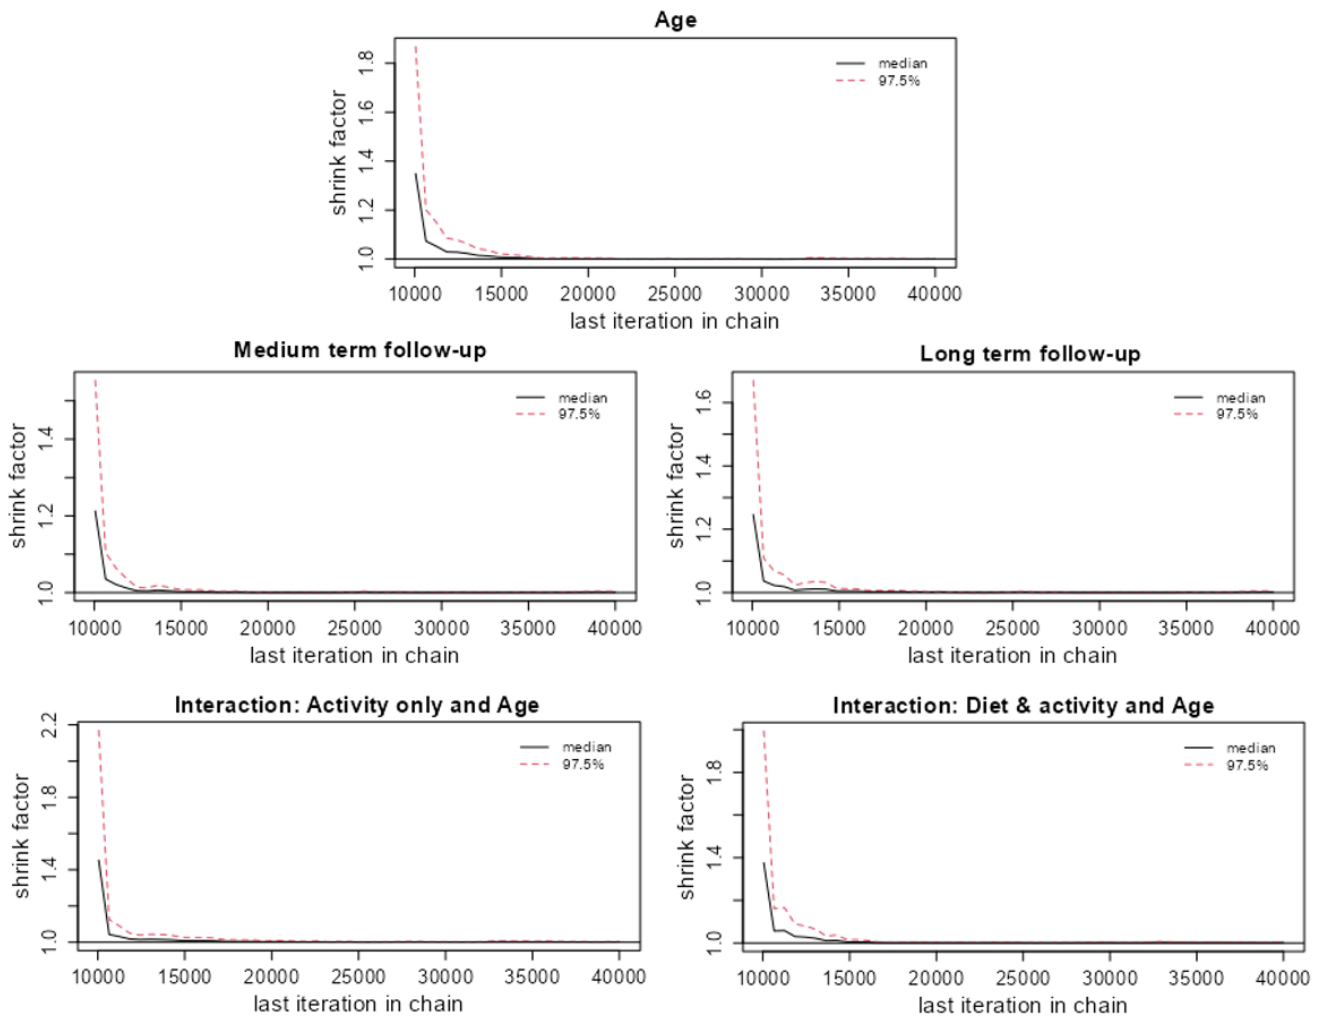 Age
shrink factor
1.0 1.2 1.4 1.6 1.8
median
97.5%
10000 15000 20000 25000 30000 35000 40000
last iteration in chain
Medium term follow-up
shrink factor
1.0 1.2 1.4
median
97.5%
10000 15000 20000 25000 30000 35000 40000
last iteration in chain
Long term follow-up
shrink factor
1.0 1.2 1.4 1.6
median
97.5%
10000 15000 20000 25000 30000 35000 40000
last iteration in chain
Interaction: Activity only and Age
shrink factor
1.0 1.4 1.8 2.2
median
97.5%
10000 15000 20000 25000 30000 35000 40000
last iteration in chain
Interaction: Diet & activity and Age
shrink factor
1.0 1.4 1.8
median
97.5%
10000 15000 20000 25000 30000 35000 40000
last iteration in chain